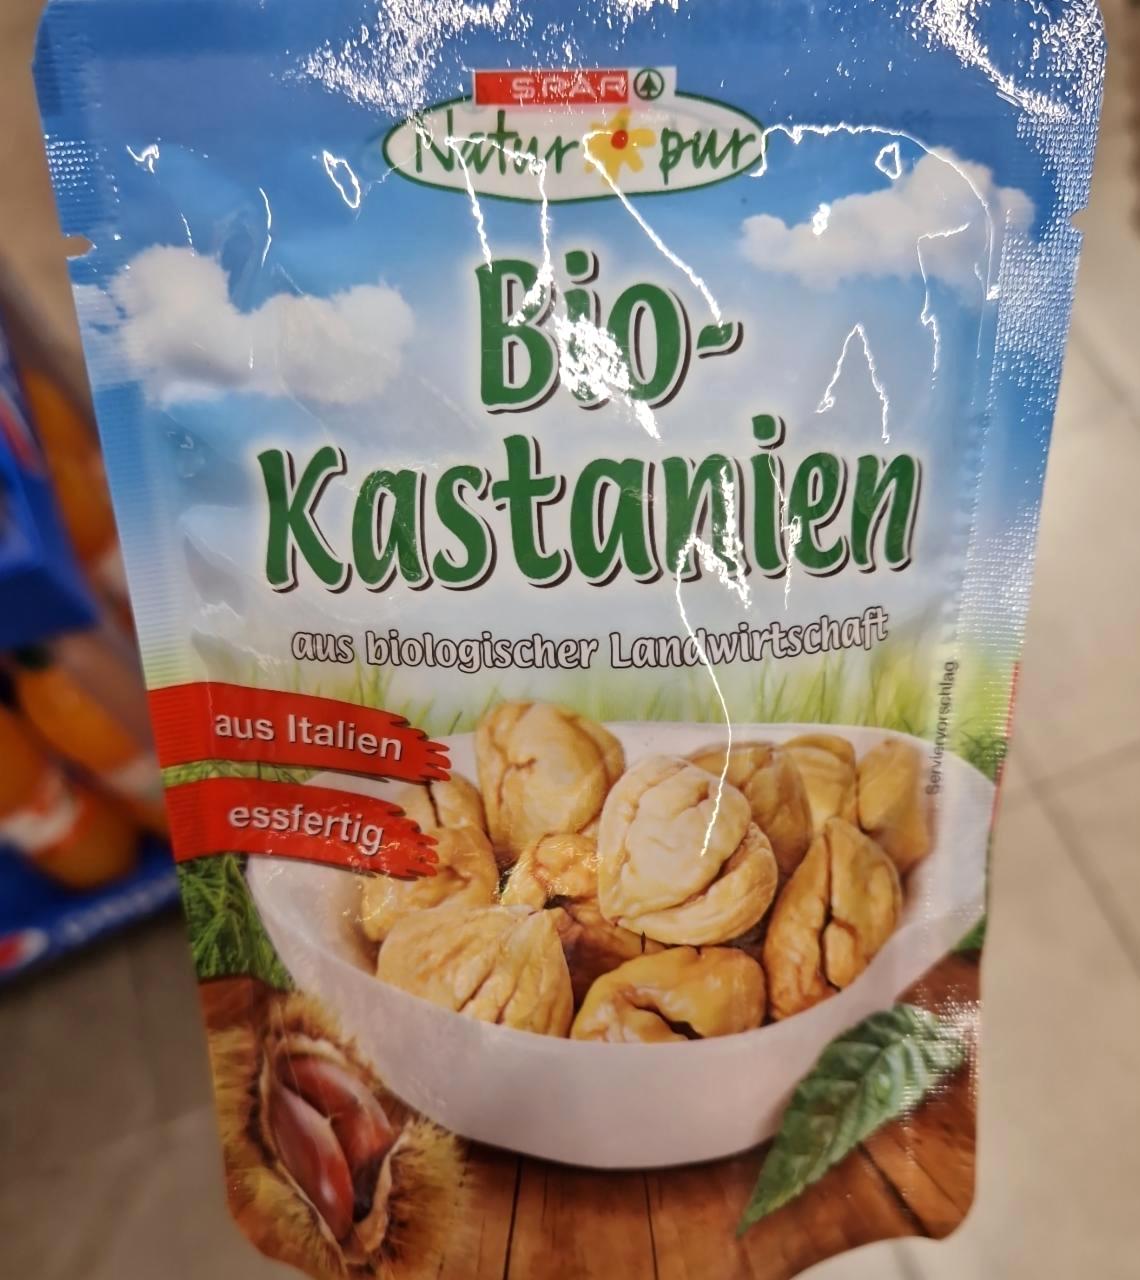 SPAR
Natur pur
Bio-
Kastanien
aus biologischer Landwirtschaft
aus Italien
essfertig
Serviervorschlag